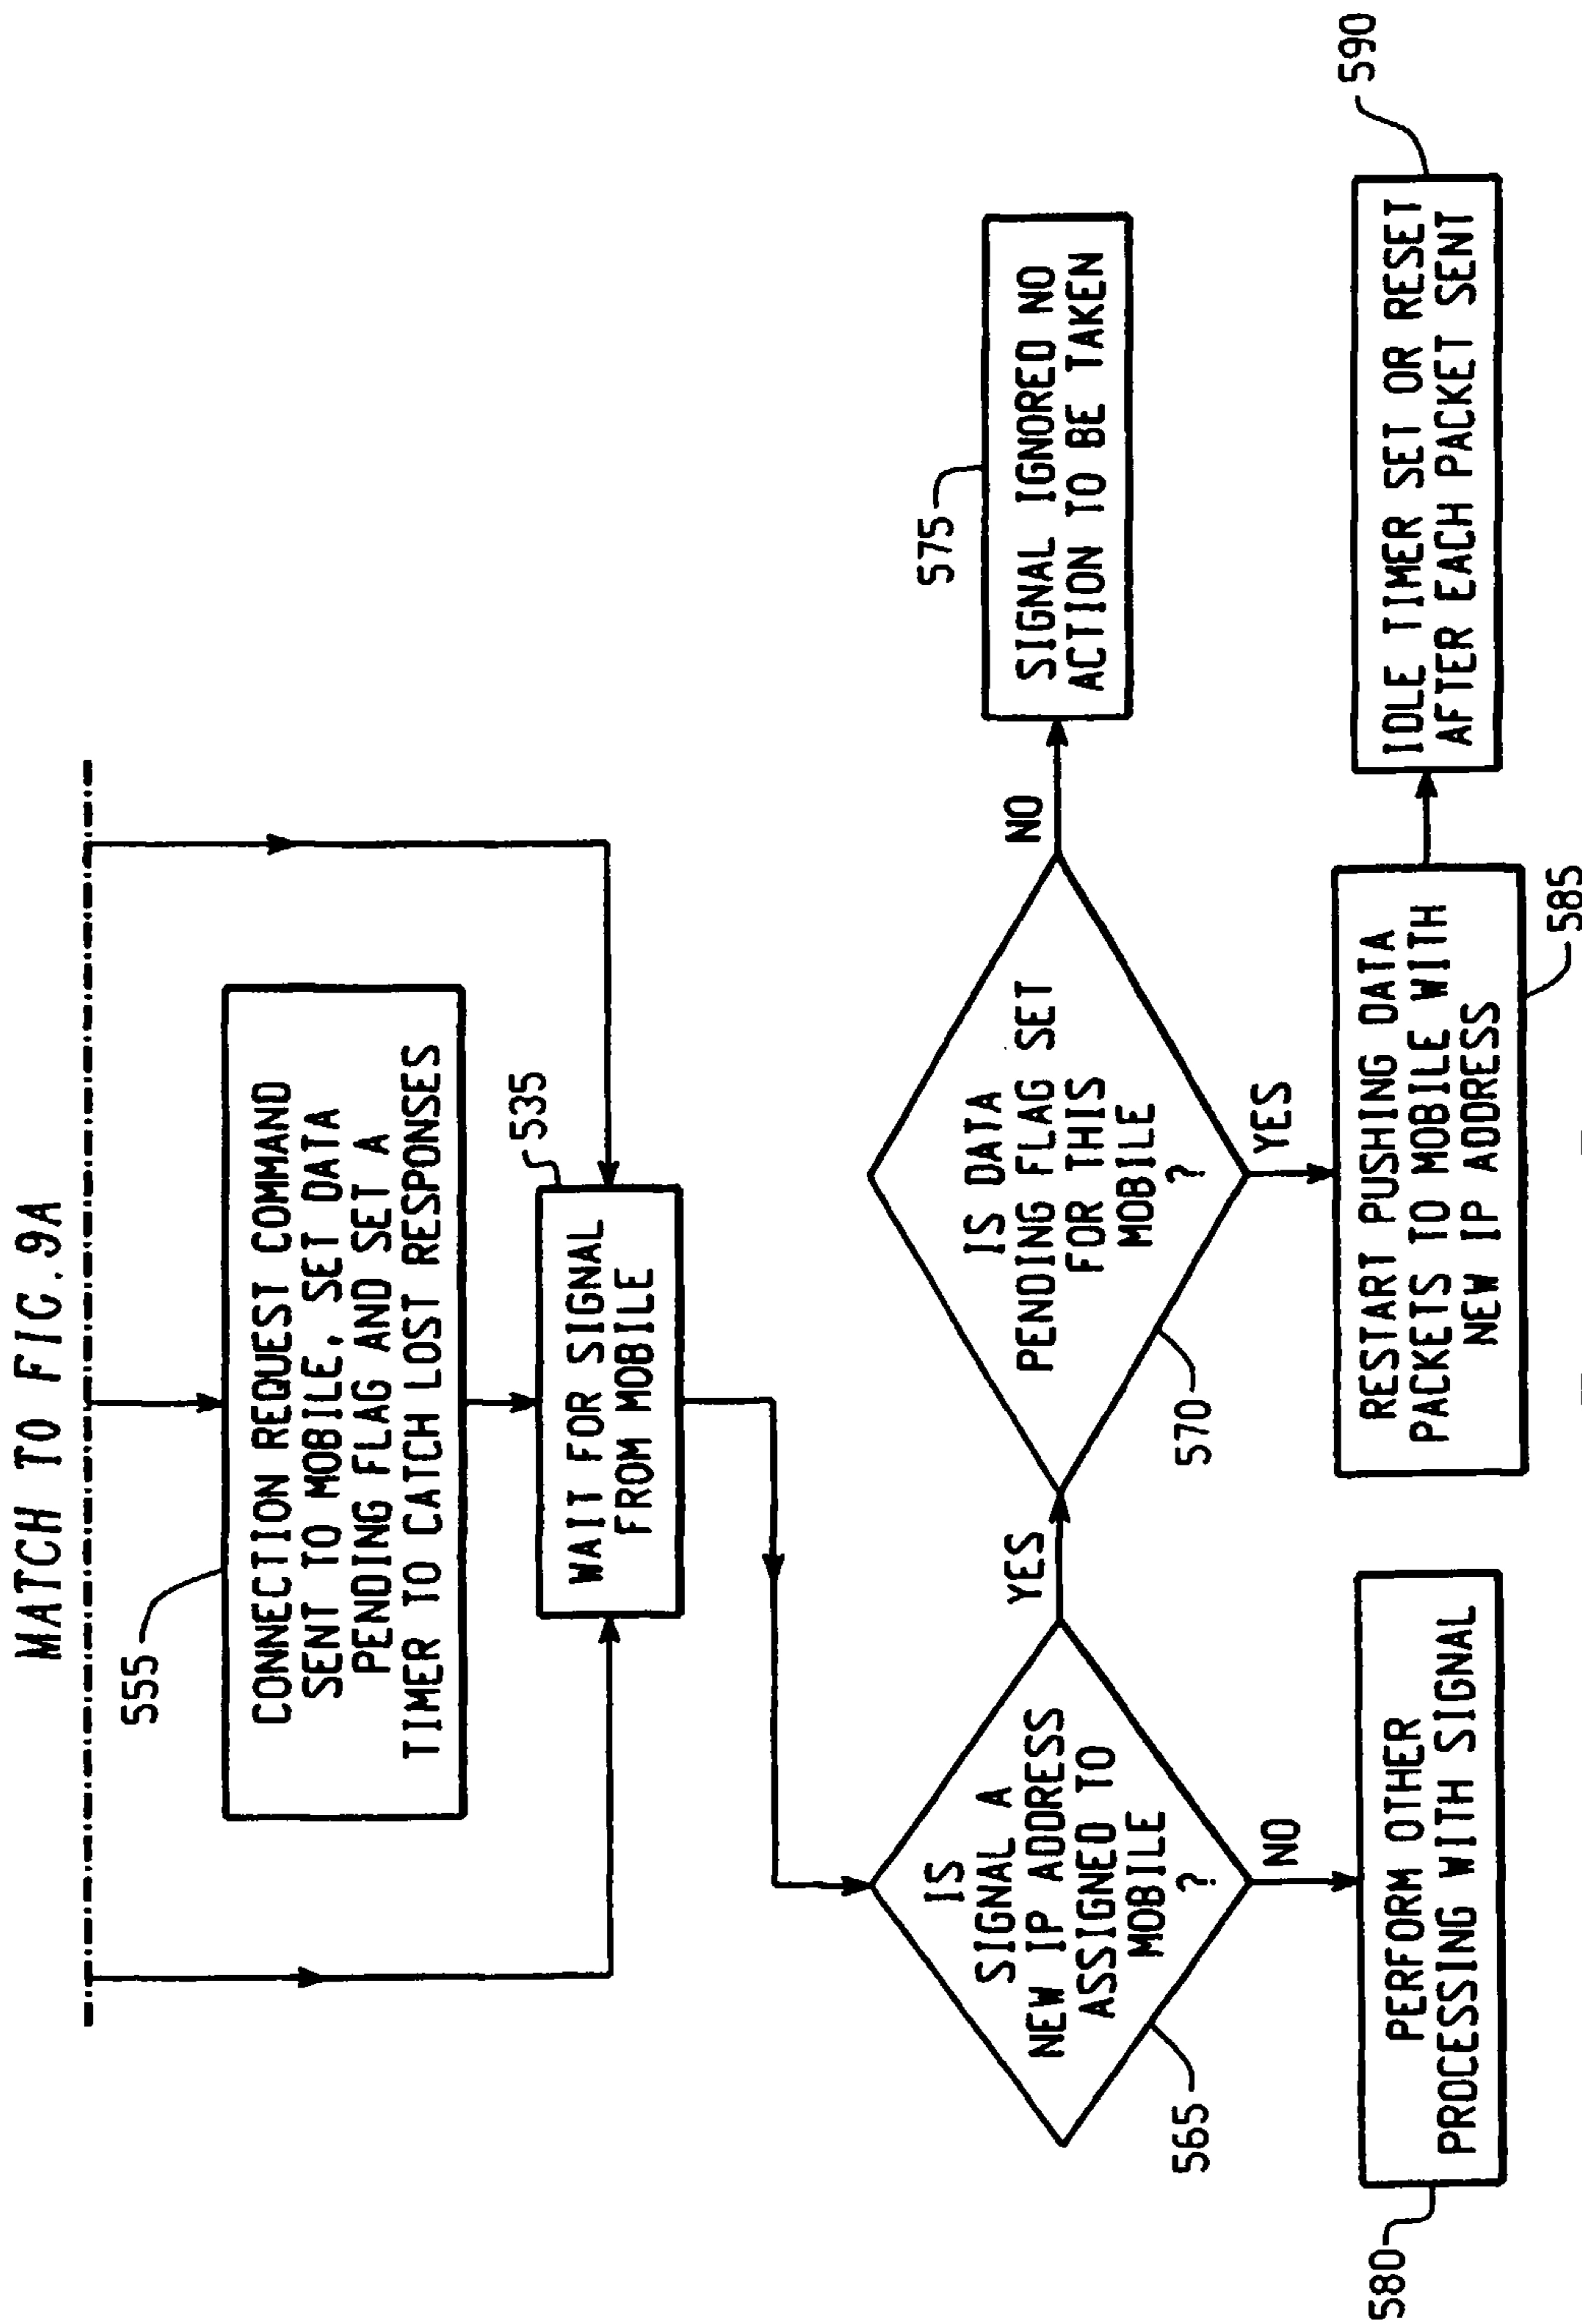 MATCH TO FIG.9A
555
CONNECTION REQUEST COMMAND
SENT TO MOBILE, SET DATA
PENDING FLAG AND SET A
TIMER TO CATCH LOST RESPONSES
535
WAIT FOR SIGNAL
FROM MOBILE
IS
SIGNAL A
NEW IP ADDRESS
ASSIGNED TO
MOBILE
?
565
YES
NO
IS DATA
PENDING FLAG SET
FOR THIS
MOBILE
?
570
NO
YES
575
SIGNAL IGNORED NO
ACTION TO BE TAKEN
580
PERFORM OTHER
PROCESSING WITH SIGNAL
RESTART PUSHING DATA
PACKETS TO MOBILE WITH
NEW IP ADDRESS
585
IDLE TIMER SET OR RESET
AFTER EACH PACKET SENT
590